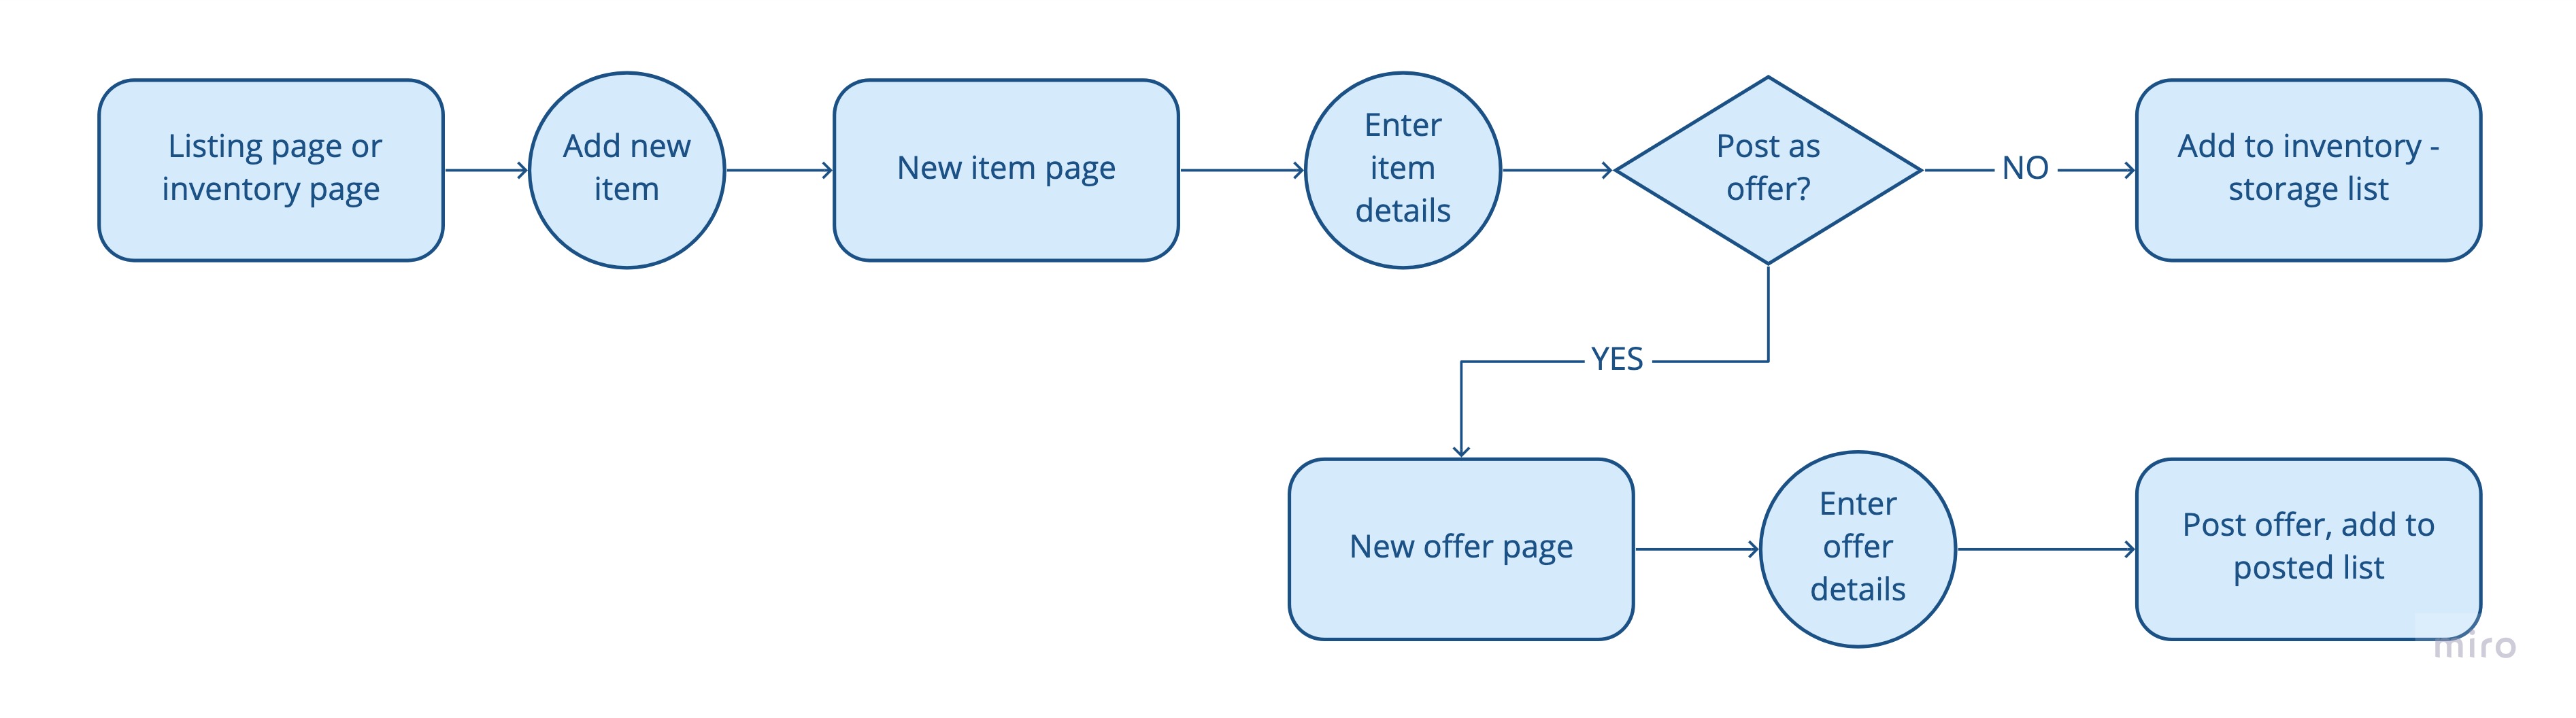 Listing page or
inventory page
Add new
item
New item page
Enter
item
details
Post as
offer?
NO
Add to inventory -
storage list
YES
New offer page
Enter
offer
details
Post offer, add to
posted list
miro